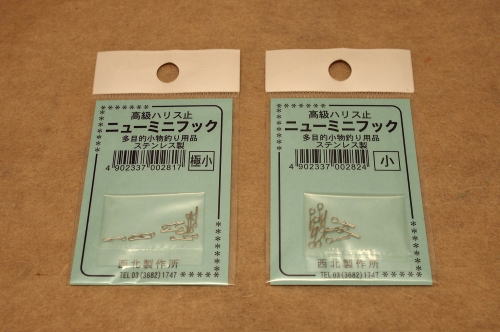 高級ハリス止
ニューミニフック
多目的小物釣り用品
ステンレス製
4 902337 002817
極小
西北製作所
TEL 03 (3682) 1747
高級ハリス止
ニューミニフック
多目的小物釣り用品
ステンレス製
4 902337 002824
小
西北製作所
TEL 03 (3682) 1747